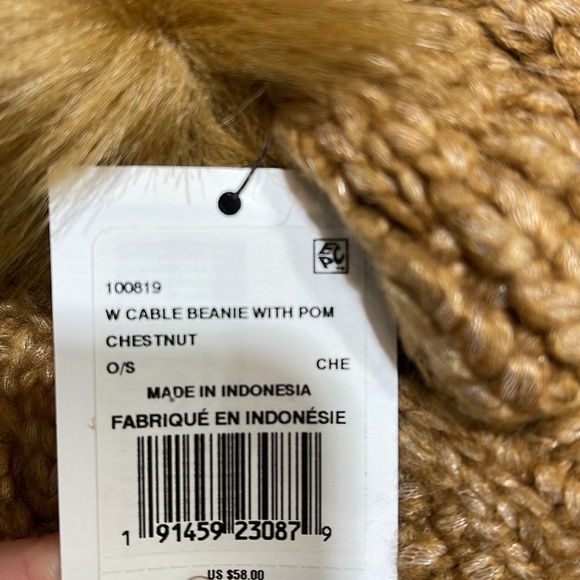 EPC
100819
W CABLE BEANIE WITH POM
CHESTNUT
O/S CHE
MADE IN INDONESIA
FABRIQUÉ EN INDONÉSIE
1 91459 23087 9
US $58.00